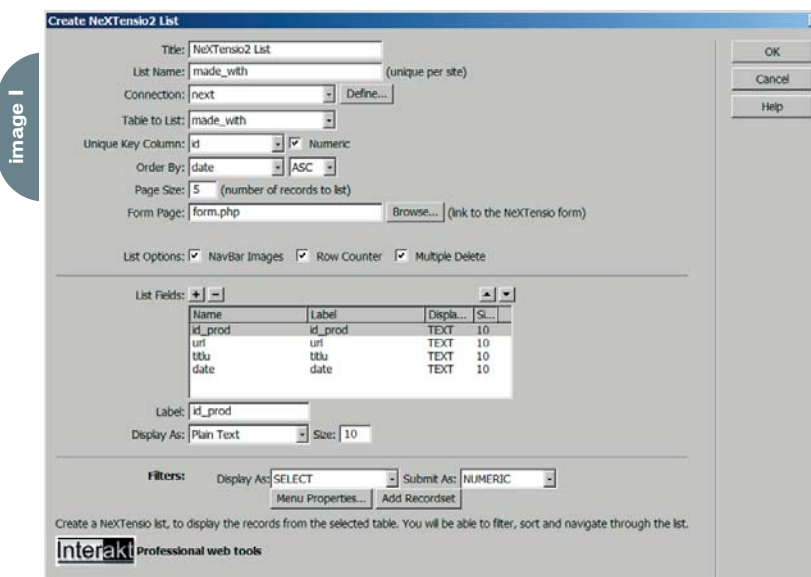 image I
Create NeXTensio2 List
Title: NeXTensio2 List
List Name: made_with (unique per site)
Connection: next Define...
Table to List: made_with
Unique Key Column: id Numeric
Order By: date ASC
Page Size: 5 (number of records to list)
Form Page: form.php Browse... (link to the NeXTensio form)
List Options: NavBar Images Row Counter Multiple Delete
List Fields: + -
Name Label Displa... Si...
id_prod id_prod TEXT 10
url url TEXT 10
titlu titlu TEXT 10
date date TEXT 10
Label: id_prod
Display As: Plain Text Size: 10
Filters: Display As: SELECT Submit As: NUMERIC
Menu Properties... Add Recordset
Create a NeXTensio list, to display the records from the selected table. You will be able to filter, sort and navigate through the list.
Interakt Professional web tools
OK
Cancel
Help